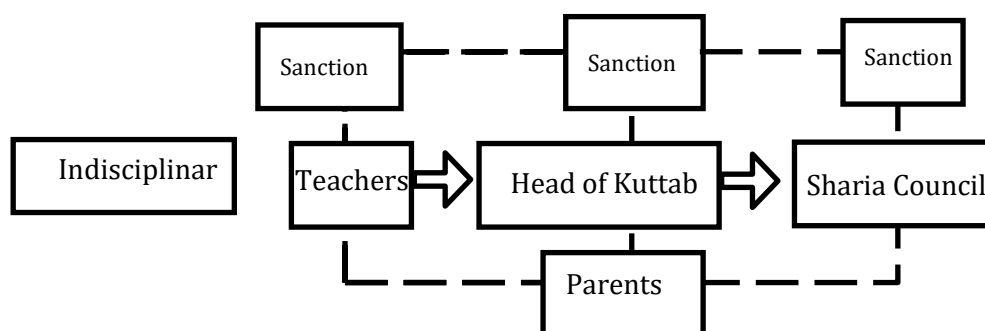 Sanction
Sanction
Sanction
Indisciplinar
Teachers
Head of Kuttab
Sharia Council
Parents